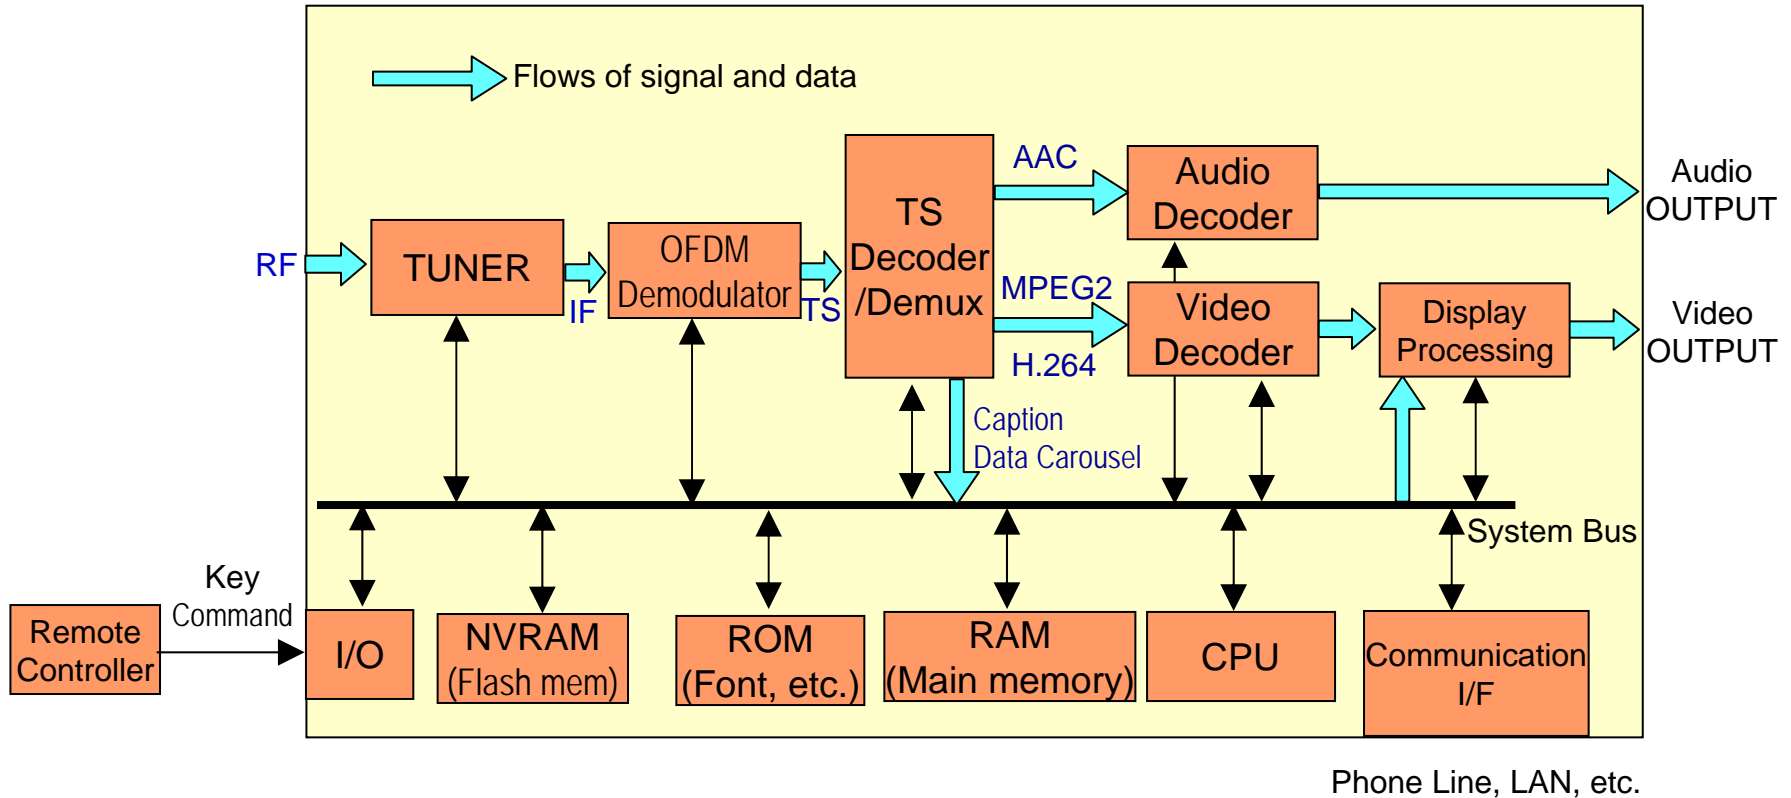 Flows of signal and data
RF
TUNER
IF
OFDM
Demodulator
TS
TS
Decoder
/Demux
AAC
MPEG2
H.264
Audio
Decoder
Video
Decoder
Display
Processing
Audio
OUTPUT
Video
OUTPUT
Caption
Data Carousel
System Bus
Key
Command
Remote
Controller
I/O
NVRAM
(Flash mem)
ROM
(Font, etc.)
RAM
(Main memory)
CPU
Communication
I/F
Phone Line, LAN, etc.